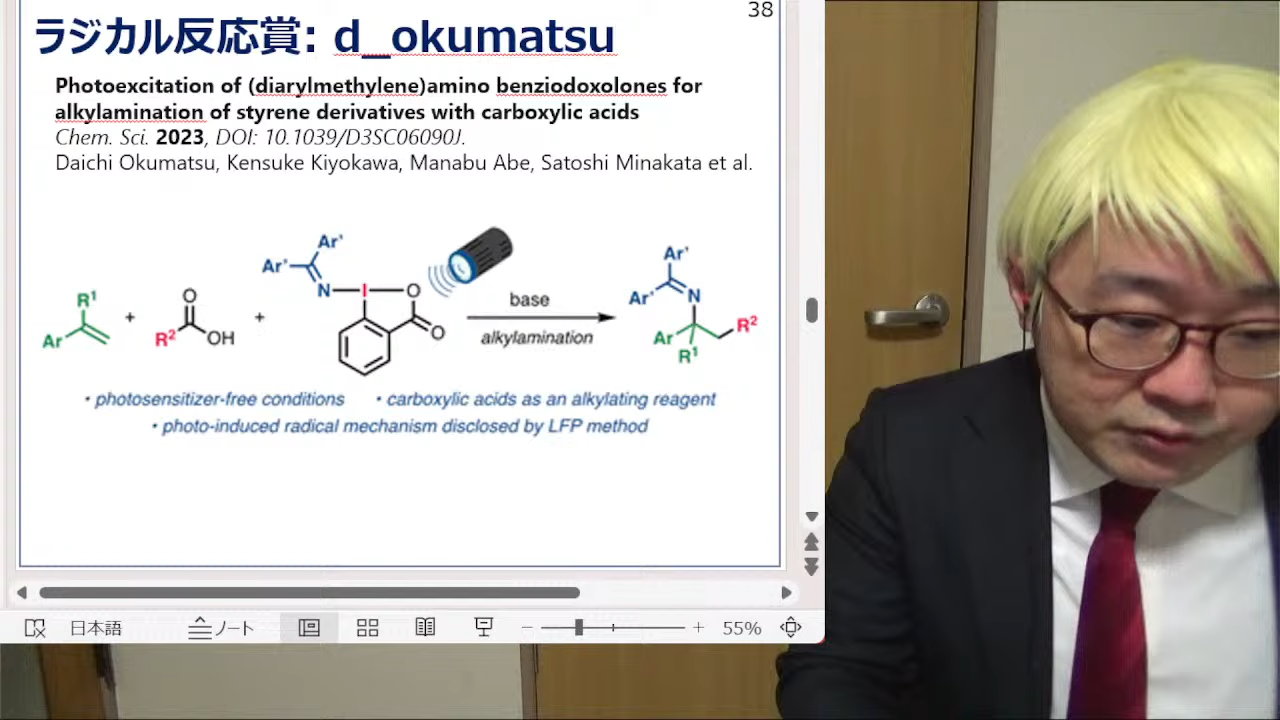 38
ラジカル反応賞: d_okumatsu
Photoexcitation of (diarylmethylene)amino benziodoxolones for
alkylamination of styrene derivatives with carboxylic acids
Chem. Sci. 2023, DOI: 10.1039/D3SC06090J.
Daichi Okumatsu, Kensuke Kiyokawa, Manabu Abe, Satoshi Minakata et al.
R¹
Ar
+
O
R²
OH
+
Ar'
Ar'
N
I
O
O
base
alkylamination
Ar'
Ar'
N
Ar
R¹
R²
• photosensitizer-free conditions • carboxylic acids as an alkylating reagent
• photo-induced radical mechanism disclosed by LFP method
日本語 ノート 55%